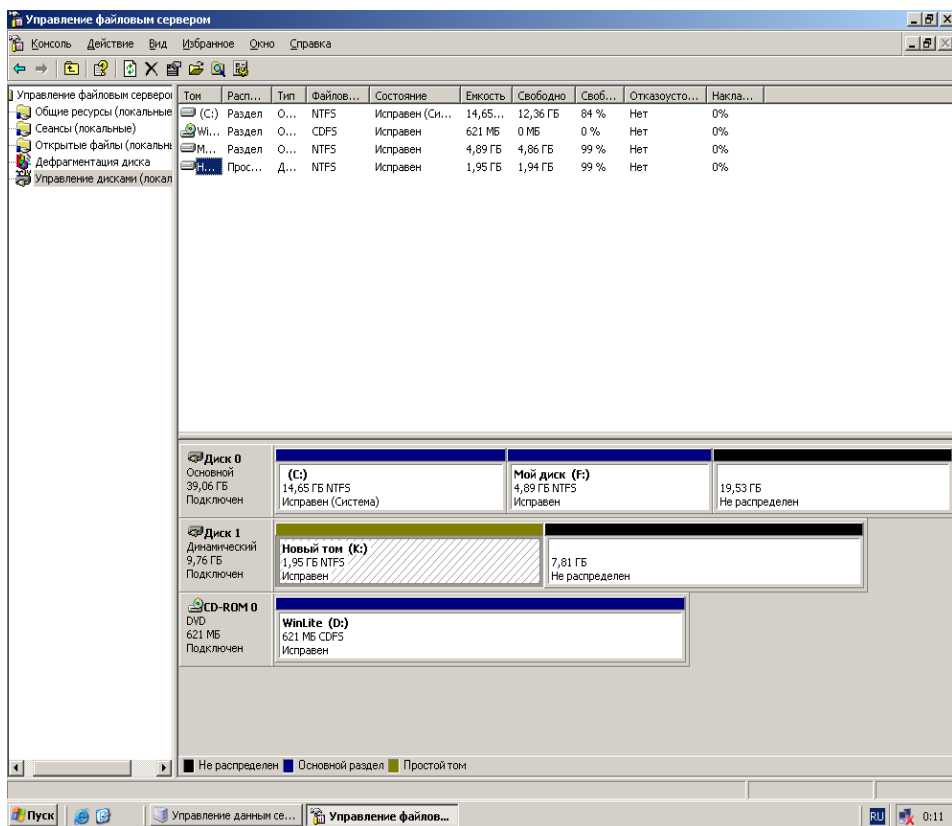 Управление файловым сервером
Консоль Действие Вид Избранное Окно Справка
Управление файловым серверо
Общие ресурсы (локальные
Сеансы (локальные)
Открытые файлы (локальн
Дефрагментация диска
Управление дисками (локал
Том Расп... Тип Файлов... Состояние Емкость Свободно Своб... Отказоусто... Накла...
(C:) Раздел О... NTFS Исправен (Си... 14,65... 12,36 ГБ 84 % Нет 0%
Wi... Раздел О... CDFS Исправен 621 МБ 0 МБ 0 % Нет 0%
М... Раздел О... NTFS Исправен 4,89 ГБ 4,86 ГБ 99 % Нет 0%
Н... Прос... Д... NTFS Исправен 1,95 ГБ 1,94 ГБ 99 % Нет 0%
Диск 0
Основной
39,06 ГБ
Подключен
(C:)
14,65 ГБ NTFS
Исправен (Система)
Мой диск (F:)
4,89 ГБ NTFS
Исправен
19,53 ГБ
Не распределен
Диск 1
Динамический
9,76 ГБ
Подключен
Новый том (K:)
1,95 ГБ NTFS
Исправен
7,81 ГБ
Не распределен
CD-ROM 0
DVD
621 МБ
Подключен
WinLite (D:)
621 МБ CDFS
Исправен
Не распределен Основной раздел Простой том
Пуск Управление данным се... Управление файлов... RU 0:11